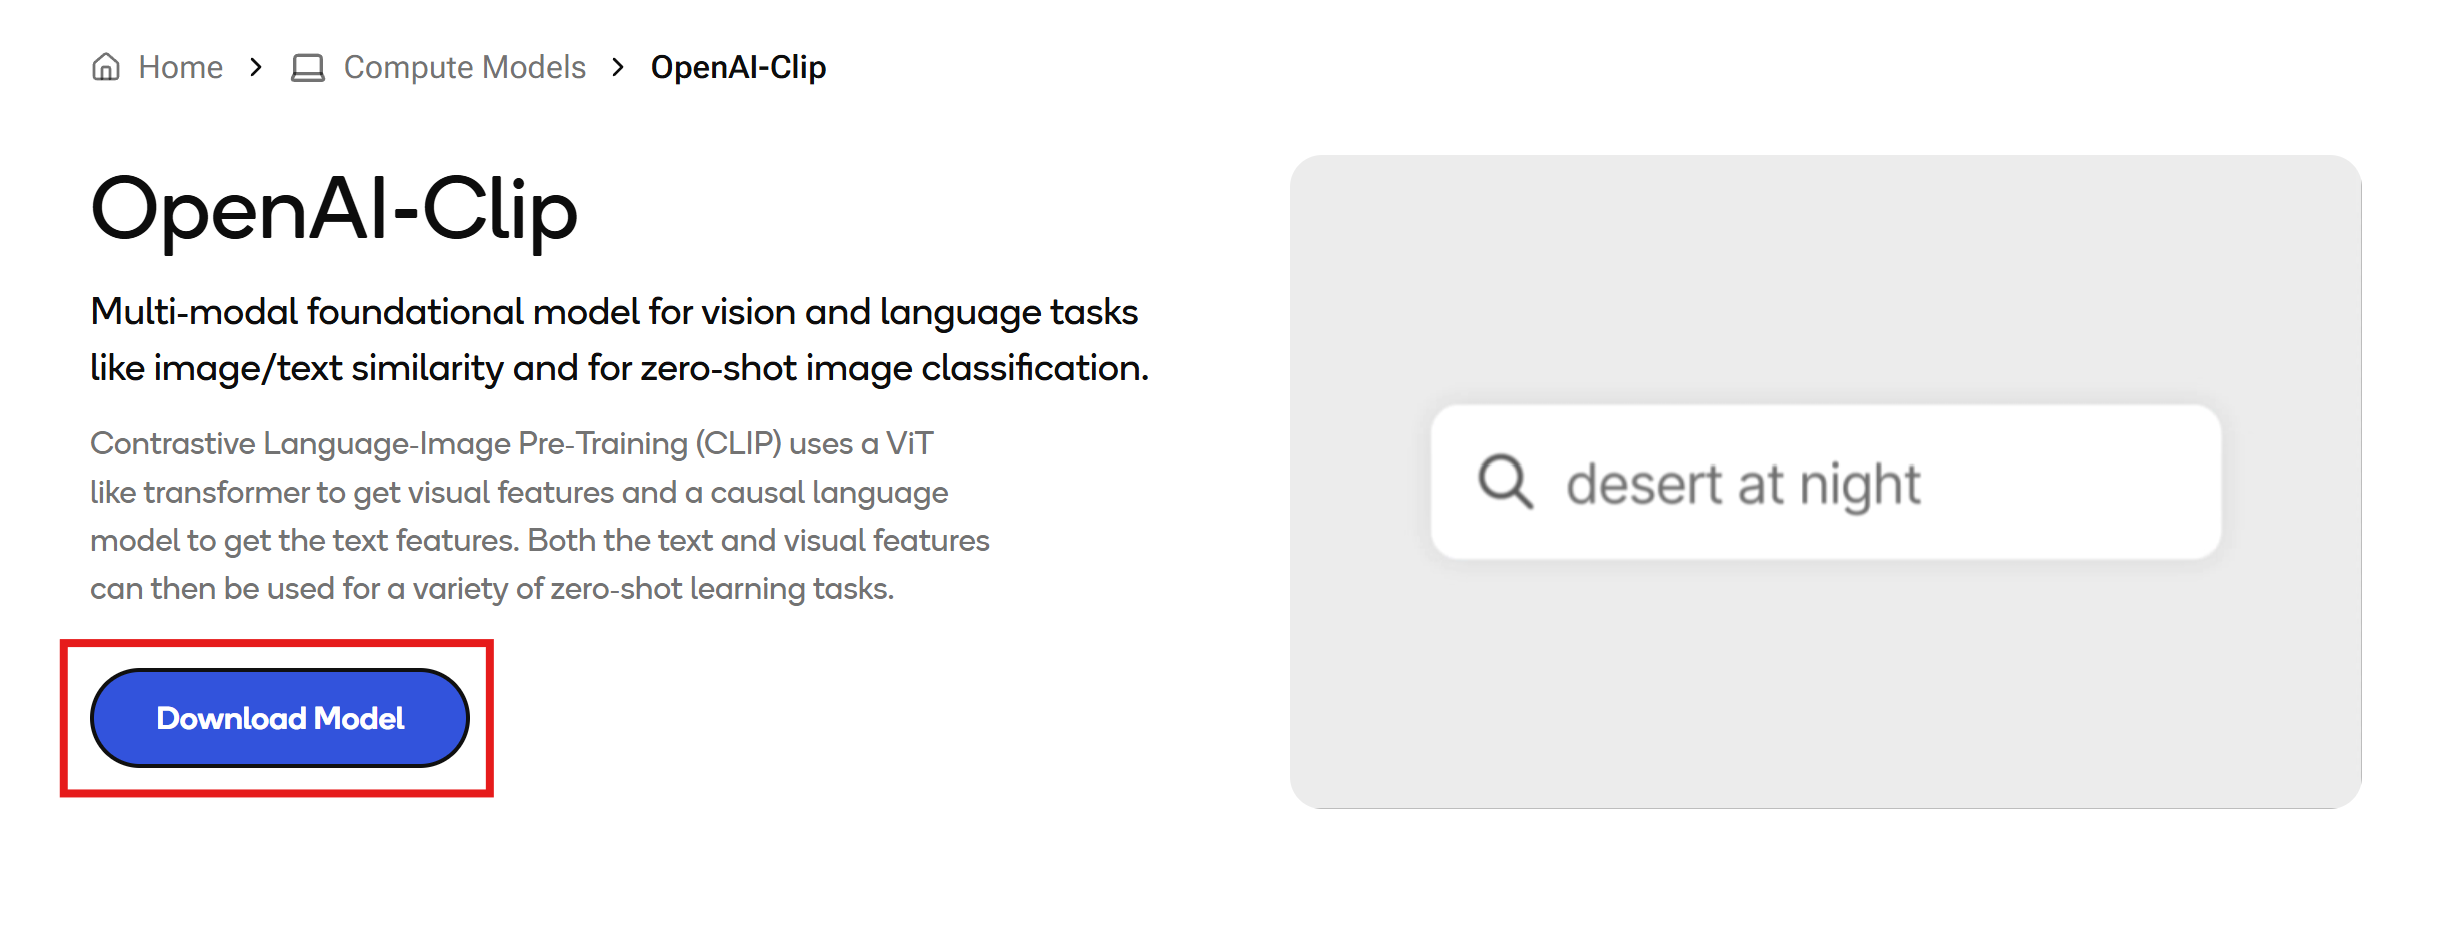 Home > Compute Models > OpenAI-Clip
OpenAI-Clip
Multi-modal foundational model for vision and language tasks
like image/text similarity and for zero-shot image classification.
Contrastive Language-Image Pre-Training (CLIP) uses a ViT
like transformer to get visual features and a causal language
model to get the text features. Both the text and visual features
can then be used for a variety of zero-shot learning tasks.
Download Model
desert at night